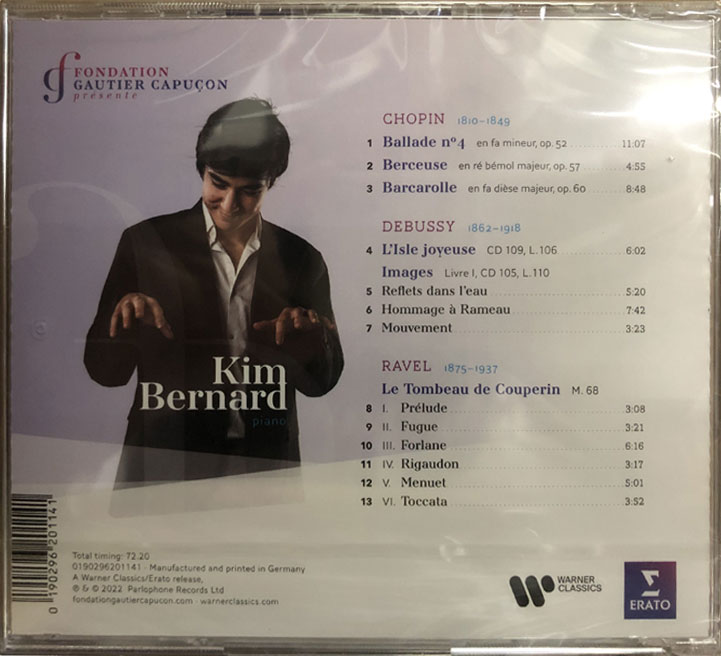 FONDATION
GAUTIER CAPUÇON
présente
CHOPIN 1810–1849
1 Ballade nº4 en fa mineur, op. 52 11:07
2 Berceuse en ré bémol majeur, op. 57 4:55
3 Barcarolle en fa dièse majeur, op. 60 8:48
DEBUSSY 1862–1918
4 L'Isle joyeuse CD 109, L. 106 6:02
Images Livre I, CD 105, L. 110
5 Reflets dans l'eau 5:20
6 Hommage à Rameau 7:42
7 Mouvement 3:23
Kim
Bernard
piano
RAVEL 1875–1937
Le Tombeau de Couperin M. 68
8 I. Prélude 3:08
9 II. Fugue 3:21
10 III. Forlane 6:16
11 IV. Rigaudon 3:17
12 V. Menuet 5:01
13 VI. Toccata 3:52
0 190296 201141
Total timing: 72.20
0190296201141 · Manufactured and printed in Germany
A Warner Classics/Erato release,
℗ & © 2022 Parlophone Records Ltd
fondationgautiercapucon.com · warnerclassics.com
WARNER
CLASSICS
ERATO